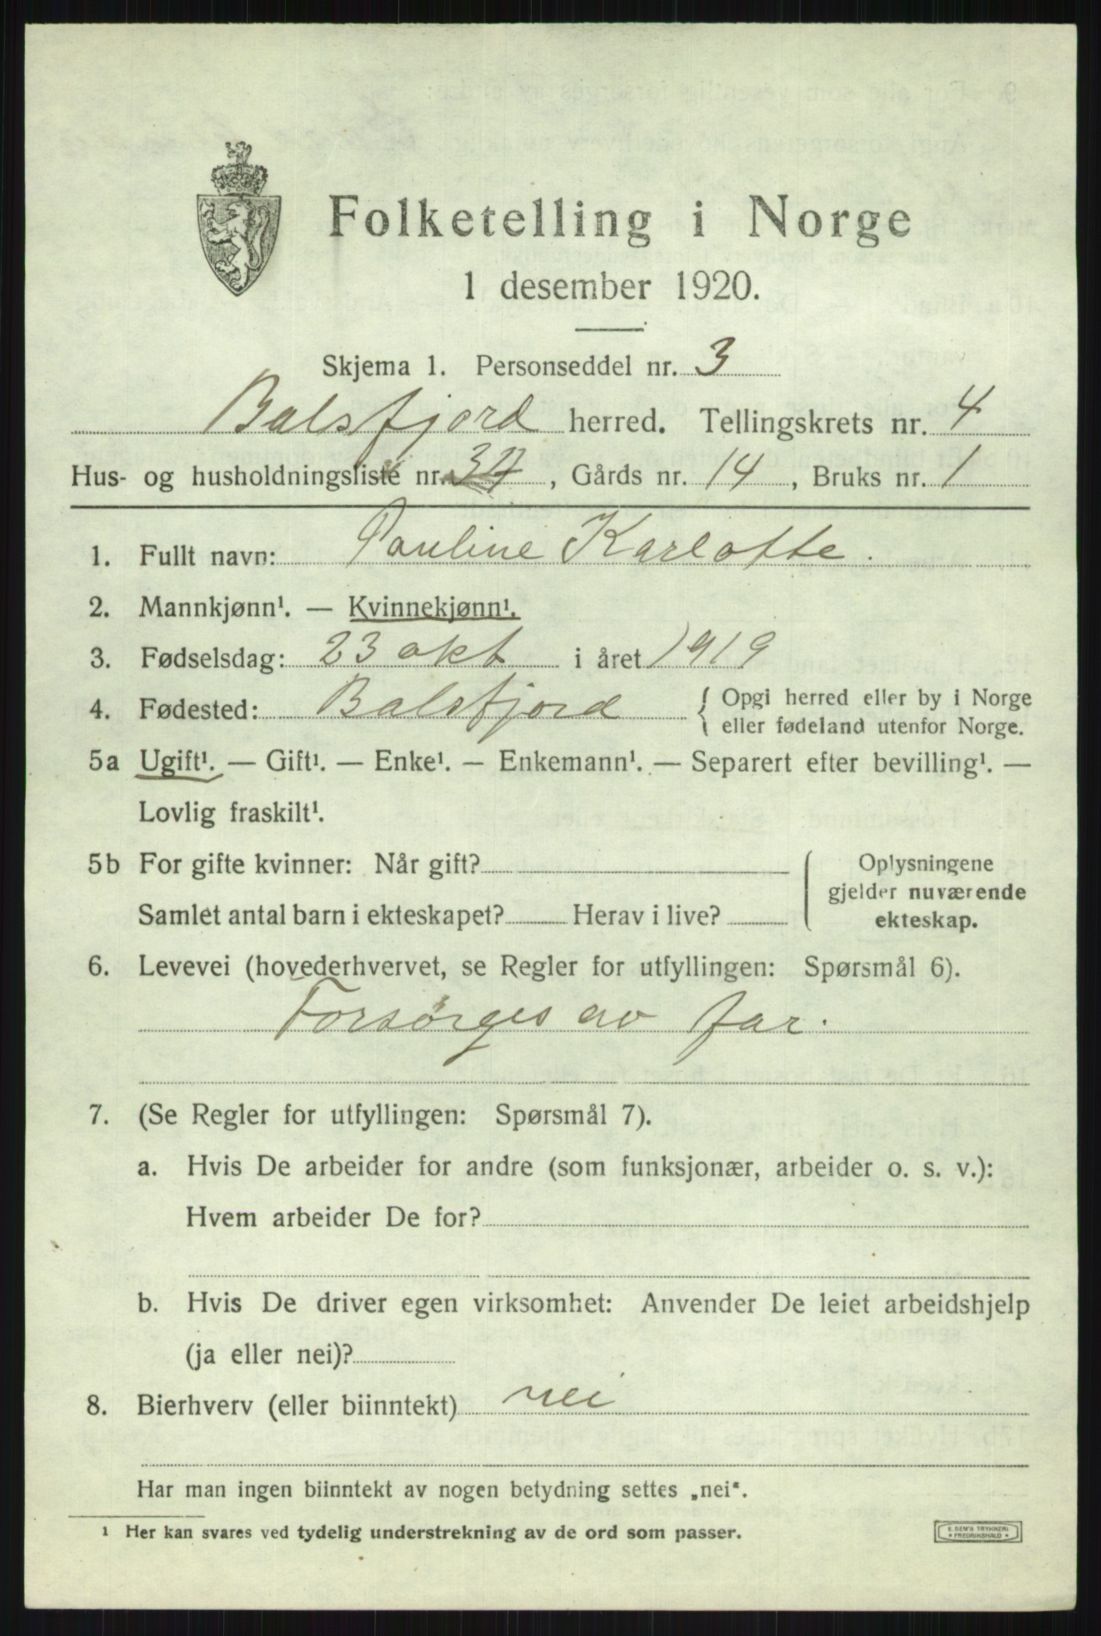 Folketelling i Norge
1 desember 1920.
Skjema 1. Personseddel nr. 3
Balsfjord herred. Tellingskrets nr. 4
Hus- og husholdningsliste nr. 37, Gårds nr. 14, Bruks nr. 1
1. Fullt navn: Pauline Karlotte.
2. Mannkjønn¹. — Kvinnekjønn¹.
3. Fødselsdag: 23 okt i året 1919
4. Fødested: Balsfjord { Opgi herred eller by i Norge
eller fødeland utenfor Norge.
5a Ugift¹. — Gift¹. — Enke¹. — Enkemann¹. — Separert efter bevilling¹. —
Lovlig fraskilt¹.
5b For gifte kvinner: Når gift?
Samlet antal barn i ekteskapet? Herav i live?
Oplysningene
gjelder nuværende
ekteskap.
6. Levevei (hovederhvervet, se Regler for utfyllingen: Spørsmål 6).
Forsørges av far.
7. (Se Regler for utfyllingen: Spørsmål 7).
a. Hvis De arbeider for andre (som funksjonær, arbeider o. s. v.):
Hvem arbeider De for?
b. Hvis De driver egen virksomhet: Anvender De leiet arbeidshjelp
(ja eller nei)?
8. Bierhverv (eller biinntekt) nei
Har man ingen biinntekt av nogen betydning settes „nei“.
¹ Her kan svares ved tydelig understrekning av de ord som passer.
E. SEM'S TRYKKERI
FREDRIKSHALD